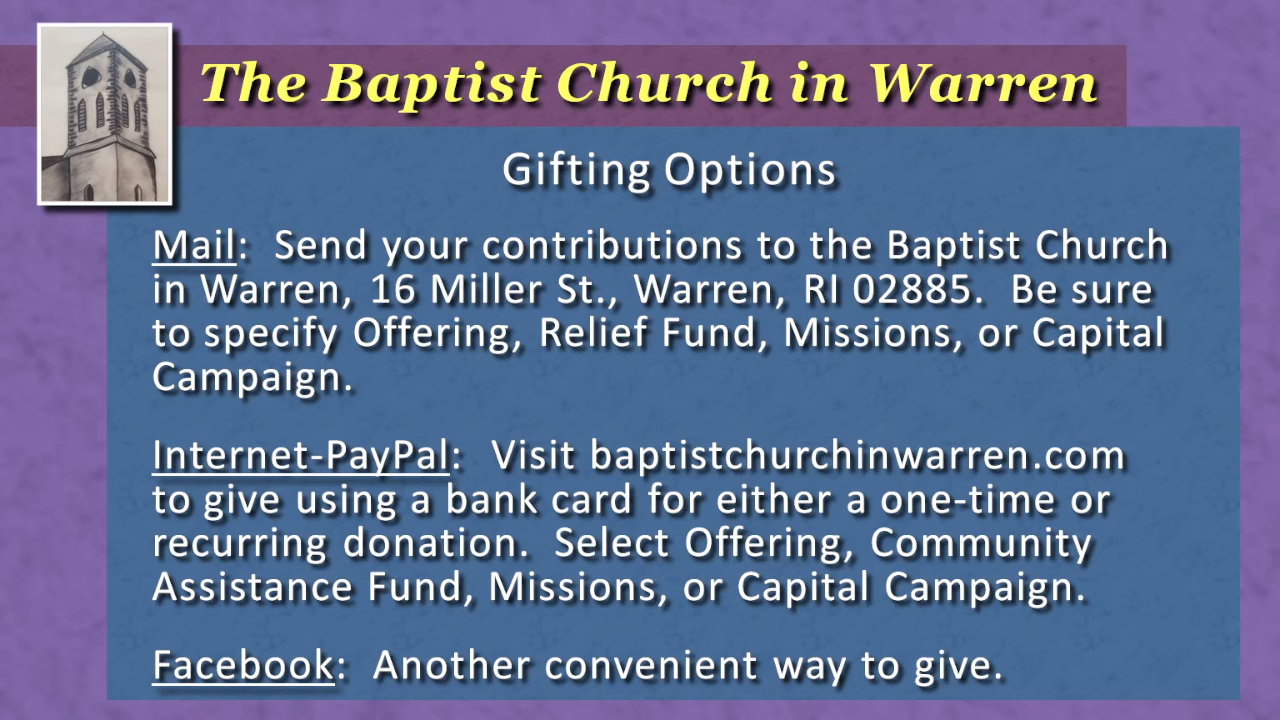 The Baptist Church in Warren
Gifting Options
Mail:  Send your contributions to the Baptist Church
in Warren, 16 Miller St., Warren, RI 02885.  Be sure
to specify Offering, Relief Fund, Missions, or Capital
Campaign.
Internet-PayPal:  Visit baptistchurchinwarren.com
to give using a bank card for either a one-time or
recurring donation.  Select Offering, Community
Assistance Fund, Missions, or Capital Campaign.
Facebook:  Another convenient way to give.